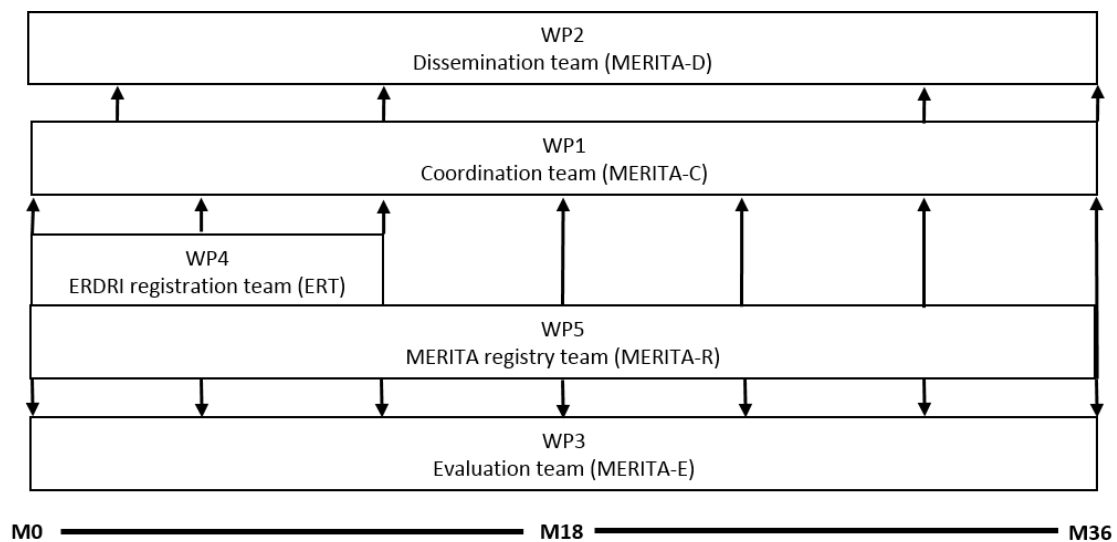 WP2
Dissemination team (MERITA-D)
WP1
Coordination team (MERITA-C)
WP4
ERDRI registration team (ERT)
WP5
MERITA registry team (MERITA-R)
WP3
Evaluation team (MERITA-E)
M0 M18 M36